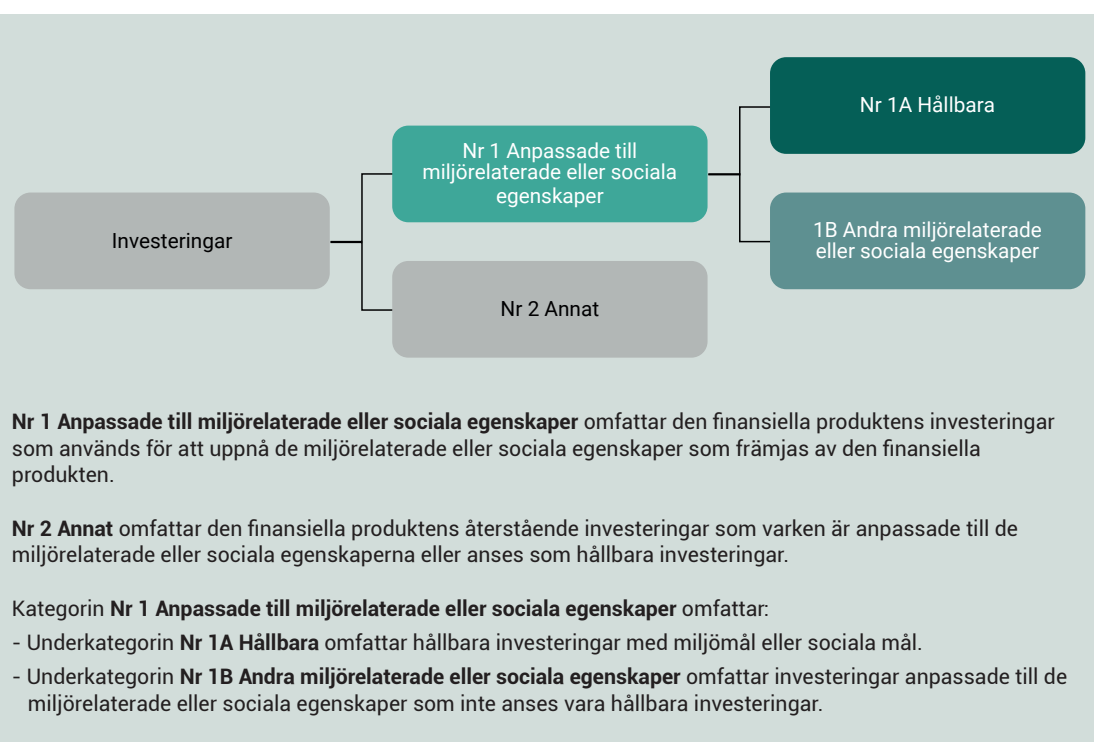 Investeringar
Nr 1 Anpassade till
miljörelaterade eller sociala
egenskaper
Nr 2 Annat
Nr 1A Hållbara
1B Andra miljörelaterade
eller sociala egenskaper
Nr 1 Anpassade till miljörelaterade eller sociala egenskaper omfattar den finansiella produktens investeringar
som används för att uppnå de miljörelaterade eller sociala egenskaper som främjas av den finansiella
produkten.
Nr 2 Annat omfattar den finansiella produktens återstående investeringar som varken är anpassade till de
miljörelaterade eller sociala egenskaperna eller anses som hållbara investeringar.
Kategorin Nr 1 Anpassade till miljörelaterade eller sociala egenskaper omfattar:
- Underkategorin Nr 1A Hållbara omfattar hållbara investeringar med miljömål eller sociala mål.
- Underkategorin Nr 1B Andra miljörelaterade eller sociala egenskaper omfattar investeringar anpassade till de
miljörelaterade eller sociala egenskaper som inte anses vara hållbara investeringar.